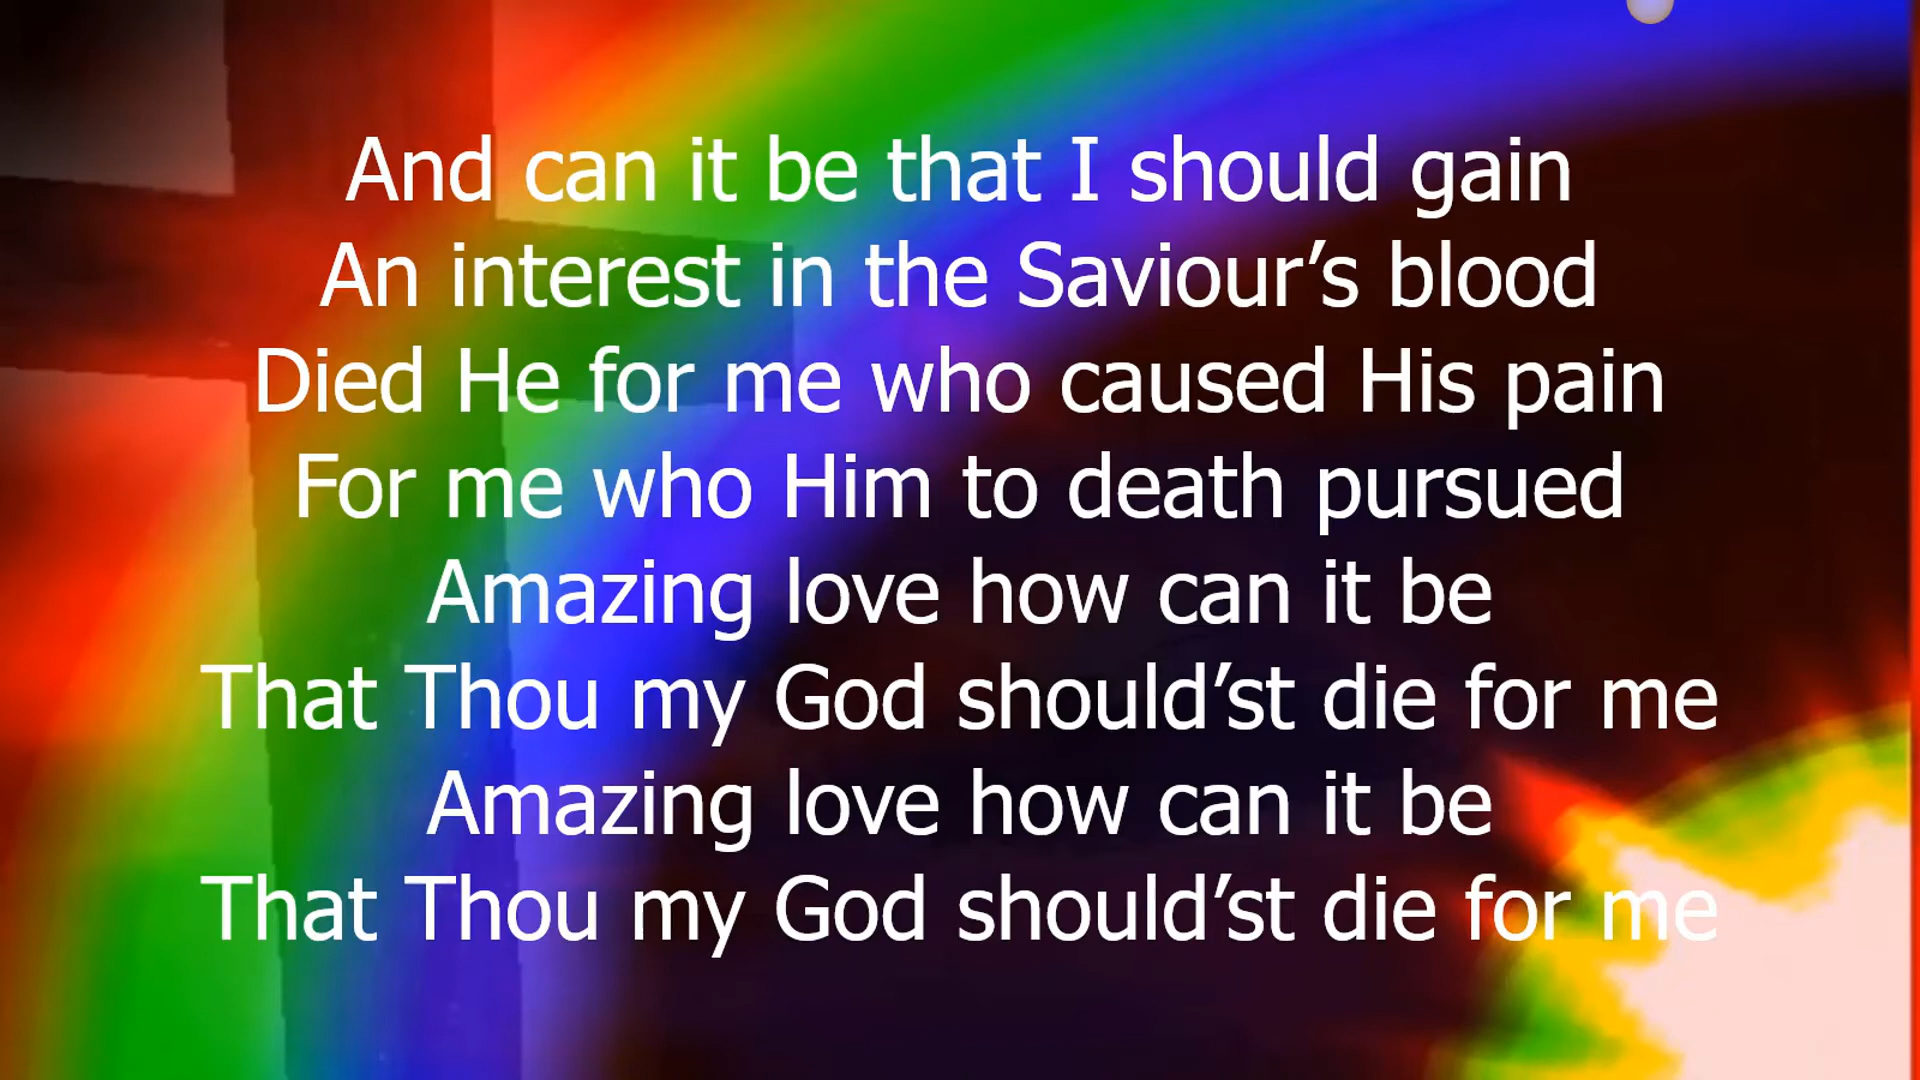 And can it be that I should gain
An interest in the Saviour’s blood
Died He for me who caused His pain
For me who Him to death pursued
Amazing love how can it be
That Thou my God should’st die for me
Amazing love how can it be
That Thou my God should’st die for me